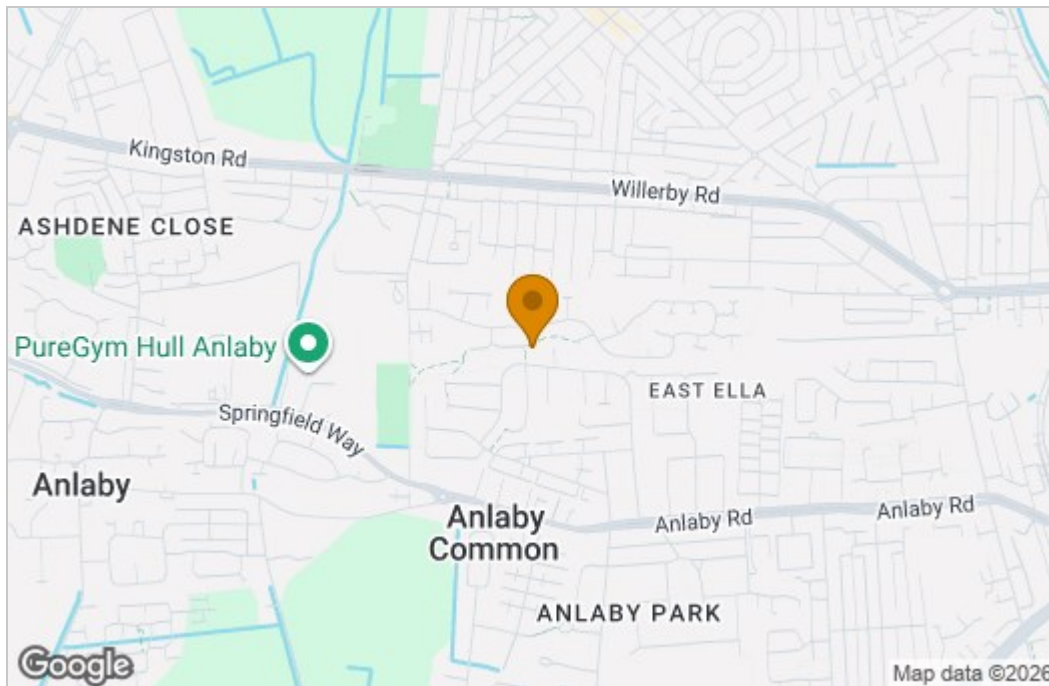 Kingston Rd
Willerby Rd
ASHDENE CLOSE
PureGym Hull Anlaby
EAST ELLA
Springfield Way
Anlaby
Anlaby
Common
Anlaby Rd
Anlaby Rd
ANLABY PARK
Google
Map data ©2026